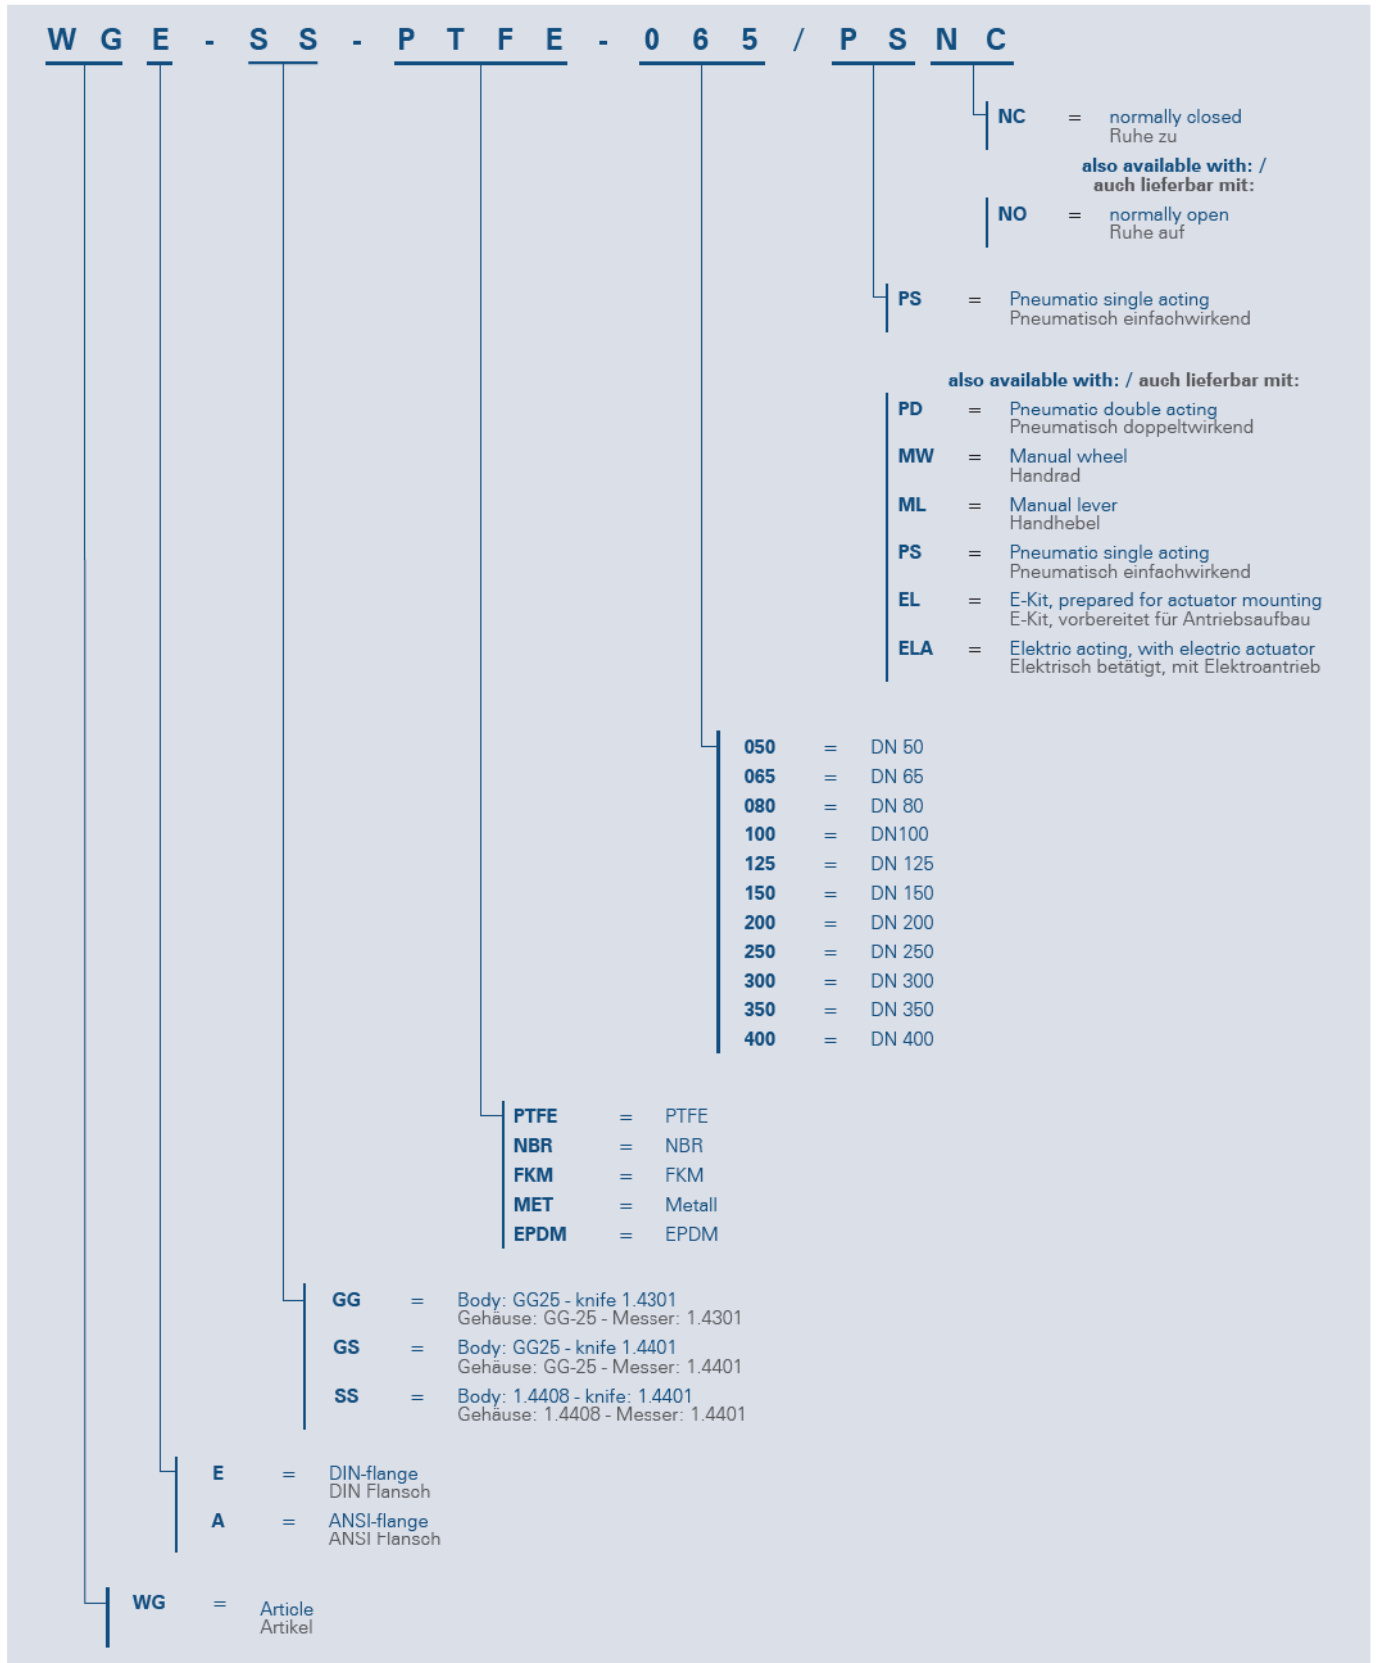 WGE-SS-PTFE-065/PSNC
NC = normally closed
Ruhe zu
also available with: /
auch lieferbar mit:
NO = normally open
Ruhe auf
PS = Pneumatic single acting
Pneumatisch einfachwirkend
also available with: / auch lieferbar mit:
PD = Pneumatic double acting
Pneumatisch doppeltwirkend
MW = Manual wheel
Handrad
ML = Manual lever
Handhebel
PS = Pneumatic single acting
Pneumatisch einfachwirkend
EL = E-Kit, prepared for actuator mounting
E-Kit, vorbereitet für Antriebsaufbau
ELA = Elektric acting, with electric actuator
Elektrisch betätigt, mit Elektroantrieb
050 = DN 50
065 = DN 65
080 = DN 80
100 = DN100
125 = DN 125
150 = DN 150
200 = DN 200
250 = DN 250
300 = DN 300
350 = DN 350
400 = DN 400
PTFE = PTFE
NBR = NBR
FKM = FKM
MET = Metall
EPDM = EPDM
GG = Body: GG25 - knife 1.4301
Gehäuse: GG-25 - Messer: 1.4301
GS = Body: GG25 - knife 1.4401
Gehäuse: GG-25 - Messer: 1.4401
SS = Body: 1.4408 - knife: 1.4401
Gehäuse: 1.4408 - Messer: 1.4401
E = DIN-flange
DIN Flansch
A = ANSI-flange
ANSI Flansch
WG = Article
Artikel